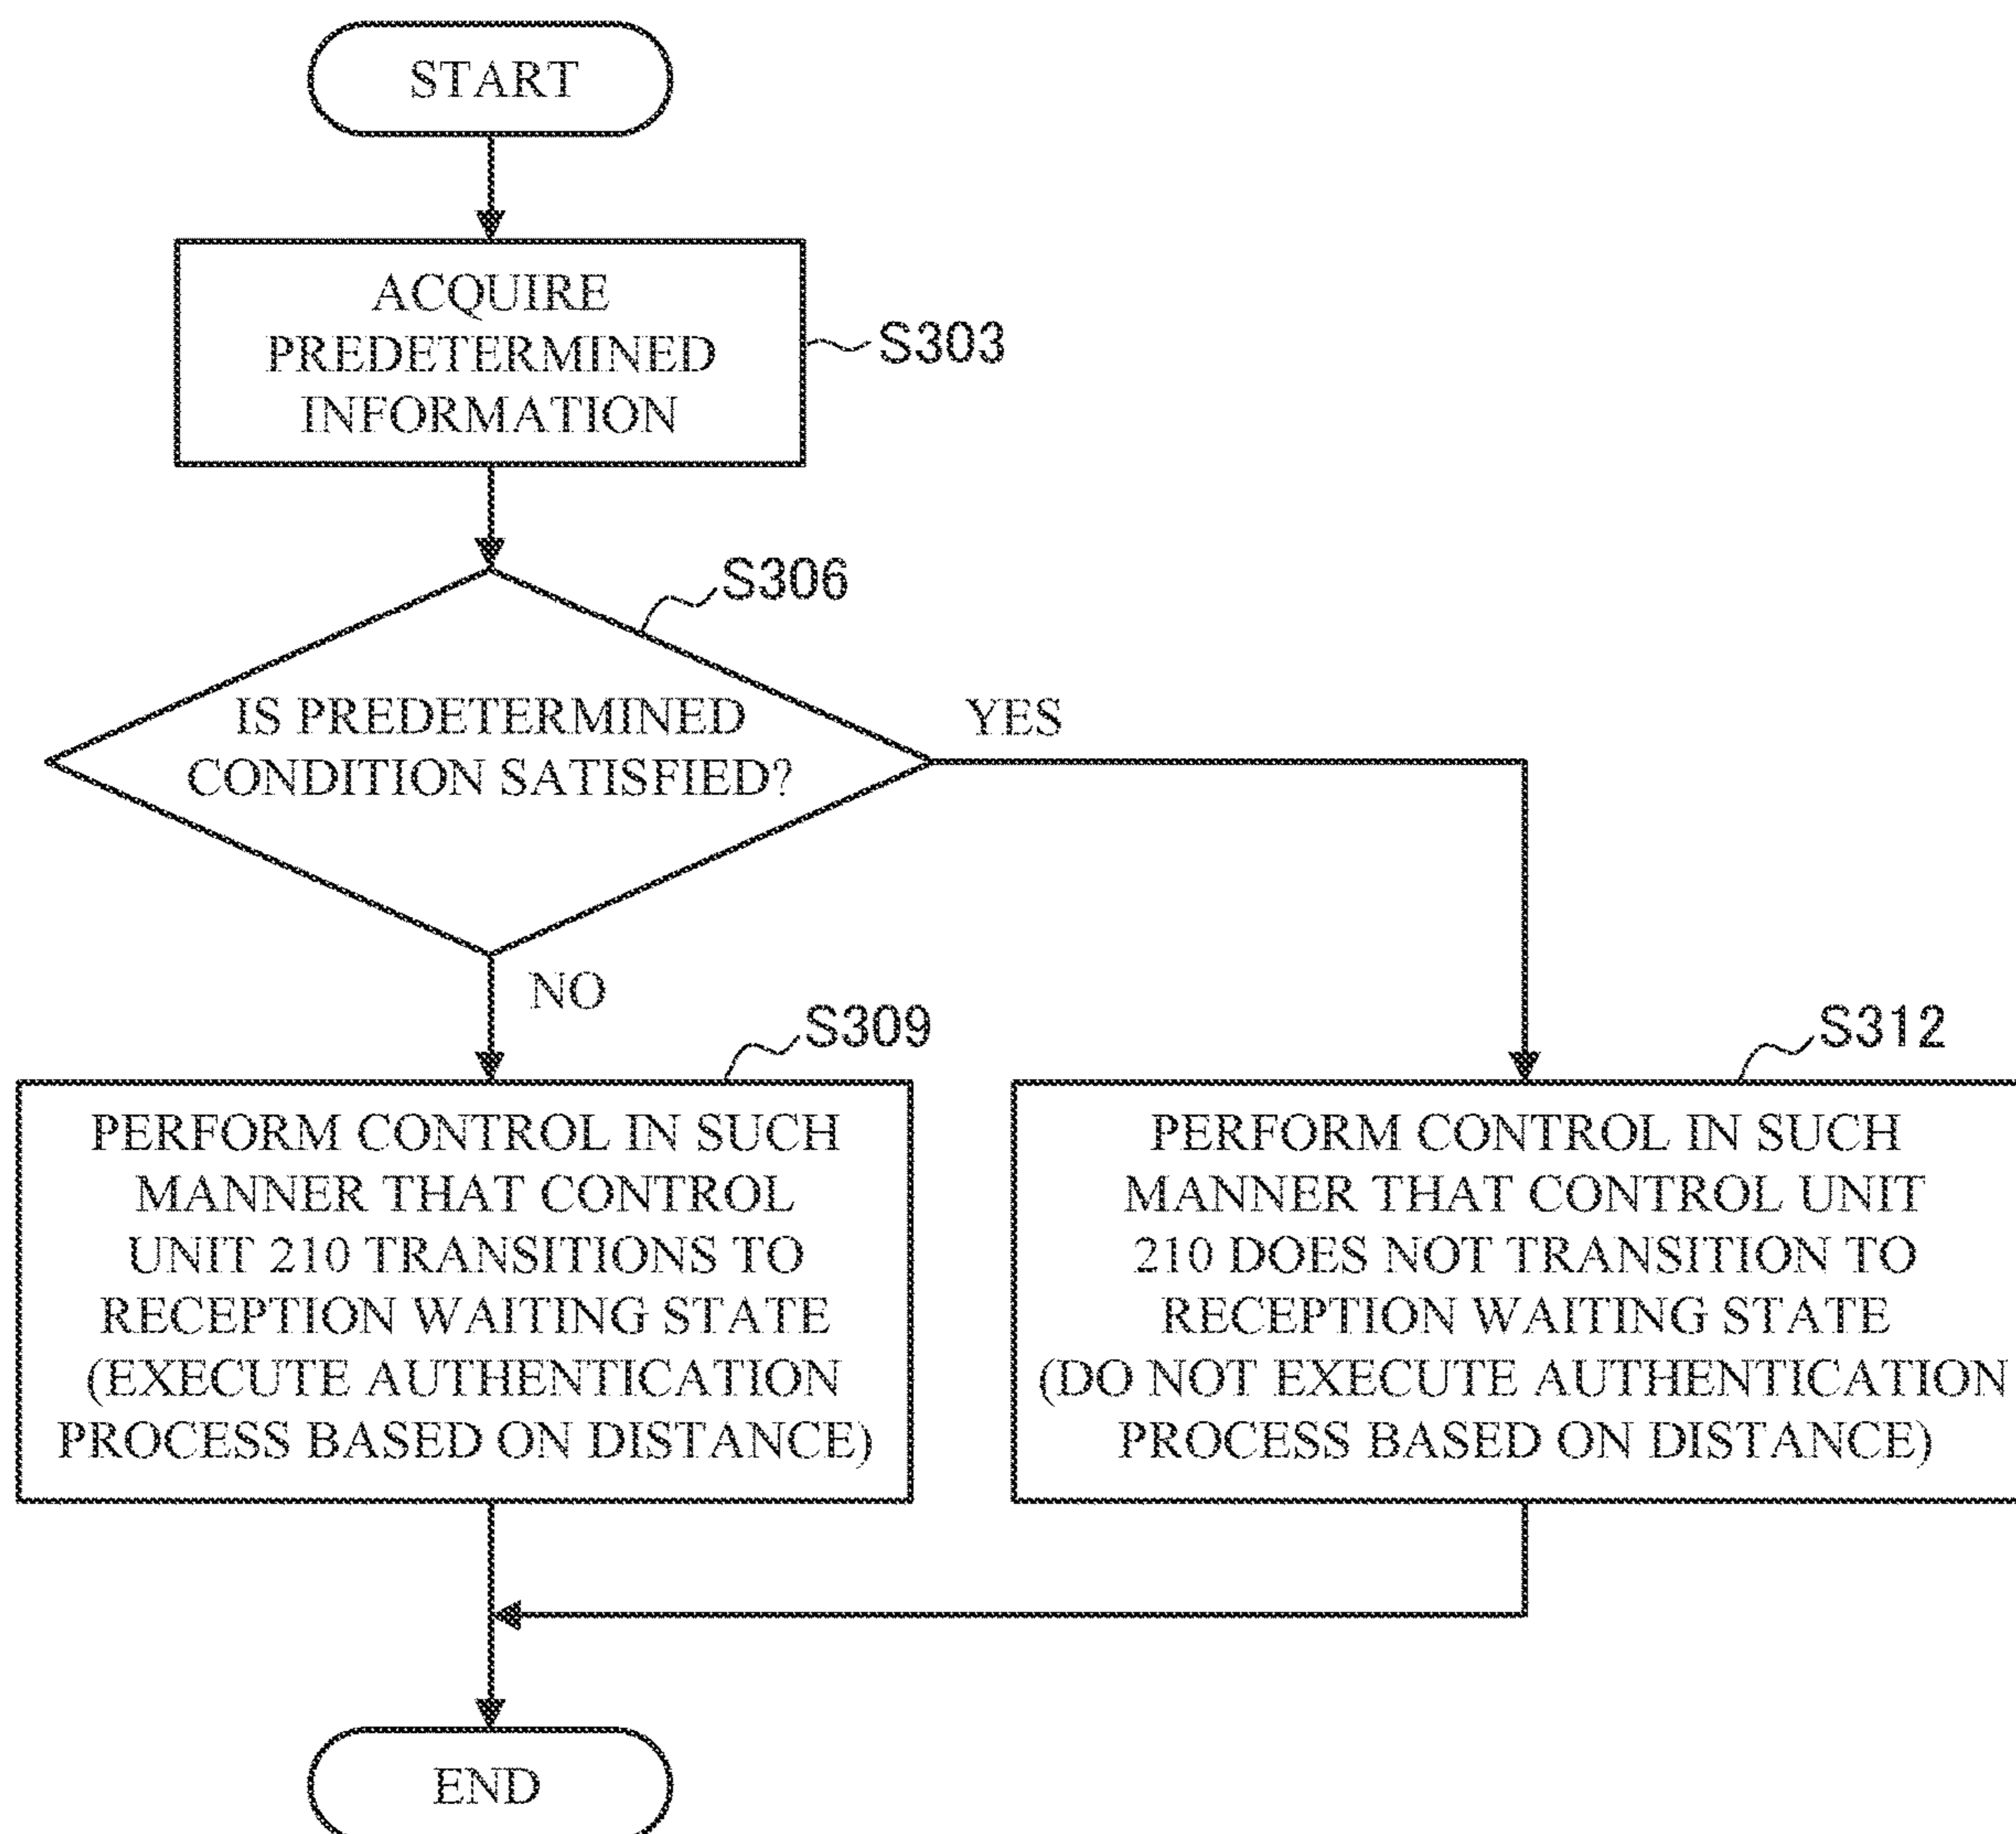 START
ACQUIRE
PREDETERMINED
INFORMATION
S303
S306
IS PREDETERMINED
CONDITION SATISFIED?
YES
NO
S309
PERFORM CONTROL IN SUCH
MANNER THAT CONTROL
UNIT 210 TRANSITIONS TO
RECEPTION WAITING STATE
(EXECUTE AUTHENTICATION
PROCESS BASED ON DISTANCE)
S312
PERFORM CONTROL IN SUCH
MANNER THAT CONTROL UNIT
210 DOES NOT TRANSITION TO
RECEPTION WAITING STATE
(DO NOT EXECUTE AUTHENTICATION
PROCESS BASED ON DISTANCE)
END